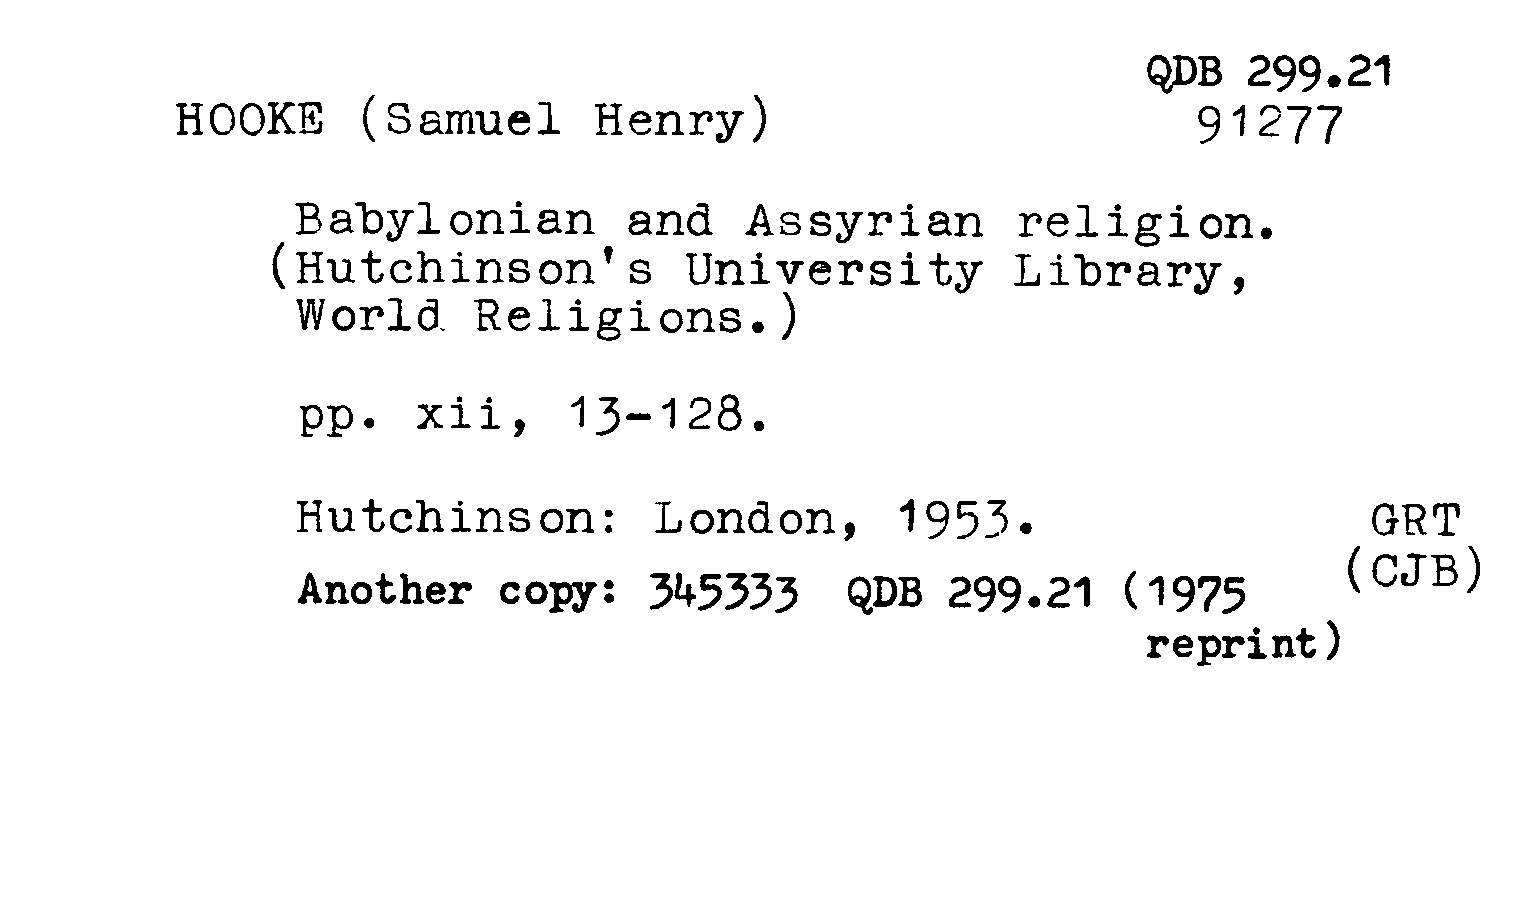 QDB 299.21
HOOKE (Samuel Henry) 91277
Babylonian and Assyrian religion.
(Hutchinson's University Library,
World Religions.)
pp. xii, 13-128.
Hutchinson: London, 1953. GRT
(CJB)
Another copy: 345333 QDB 299.21 (1975
reprint)